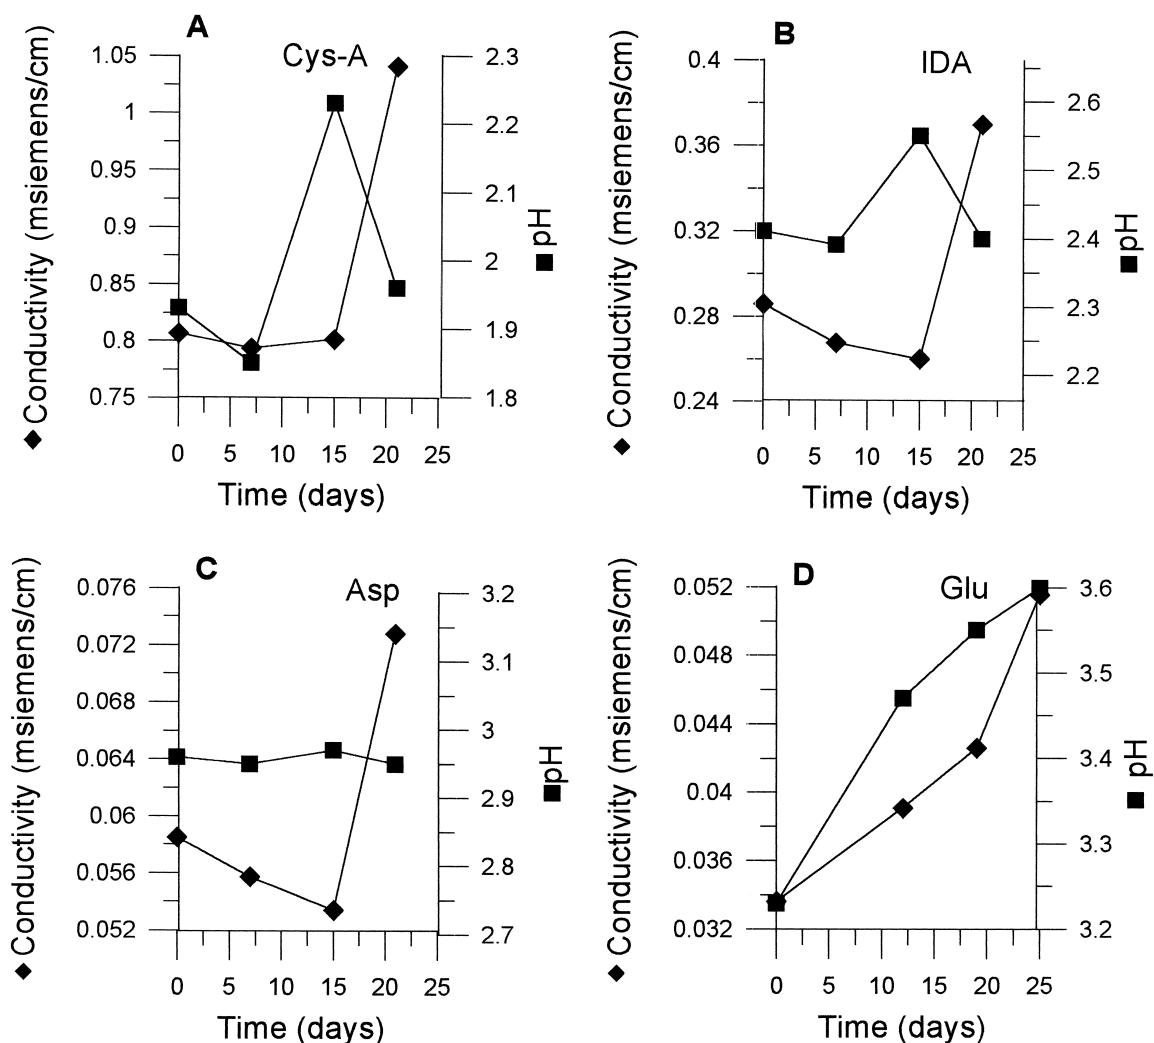 A
Cys-A
Conductivity (msiemens/cm)
1.05
1
0.95
0.9
0.85
0.8
0.75
2.3
2.2
2.1
2
1.9
1.8
pH
0 5 10 15 20 25
Time (days)
B
IDA
Conductivity (msiemens/cm)
0.4
0.36
0.32
0.28
0.24
2.6
2.5
2.4
2.3
2.2
pH
0 5 10 15 20 25
Time (days)
C
Asp
Conductivity (msiemens/cm)
0.076
0.072
0.068
0.064
0.06
0.056
0.052
3.2
3.1
3
2.9
2.8
2.7
pH
0 5 10 15 20 25
Time (days)
D
Glu
Conductivity (msiemens/cm)
0.052
0.048
0.044
0.04
0.036
0.032
3.6
3.5
3.4
3.3
3.2
pH
0 5 10 15 20 25
Time (days)